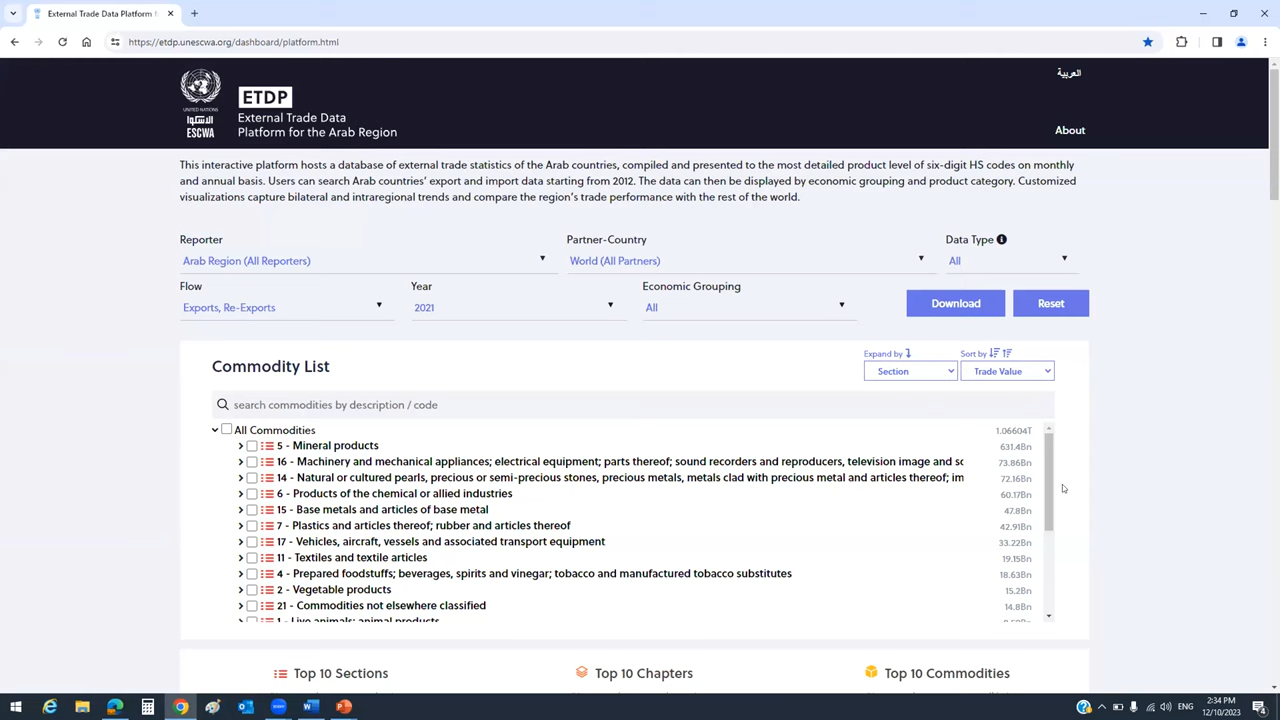 External Trade Data Platform
https://etdp.unescwa.org/dashboard/platform.html
العربية
UNITED NATIONS
الاسكوا
ESCWA
ETDP
External Trade Data
Platform for the Arab Region
About
This interactive platform hosts a database of external trade statistics of the Arab countries, compiled and presented to the most detailed product level of six-digit HS codes on monthly
and annual basis. Users can search Arab countries' export and import data starting from 2012. The data can then be displayed by economic grouping and product category. Customized
visualizations capture bilateral and intraregional trends and compare the region's trade performance with the rest of the world.
Reporter
Partner-Country
Data Type
Arab Region (All Reporters)
World (All Partners)
All
Flow
Year
Economic Grouping
Exports, Re-Exports
2021
All
Download
Reset
Commodity List
Expand by
Sort by
Section
Trade Value
search commodities by description / code
All Commodities 1.06604T
5 - Mineral products 631.4Bn
16 - Machinery and mechanical appliances; electrical equipment; parts thereof; sound recorders and reproducers, television image and sc 73.86Bn
14 - Natural or cultured pearls, precious or semi-precious stones, precious metals, metals clad with precious metal and articles thereof; im 72.16Bn
6 - Products of the chemical or allied industries 60.17Bn
15 - Base metals and articles of base metal 47.8Bn
7 - Plastics and articles thereof; rubber and articles thereof 42.91Bn
17 - Vehicles, aircraft, vessels and associated transport equipment 33.22Bn
11 - Textiles and textile articles 19.15Bn
4 - Prepared foodstuffs; beverages, spirits and vinegar; tobacco and manufactured tobacco substitutes 18.63Bn
2 - Vegetable products 15.2Bn
21 - Commodities not elsewhere classified 14.8Bn
1 - Live animals; animal products
Top 10 Sections
Top 10 Chapters
Top 10 Commodities
ENG
2:34 PM
12/10/2023